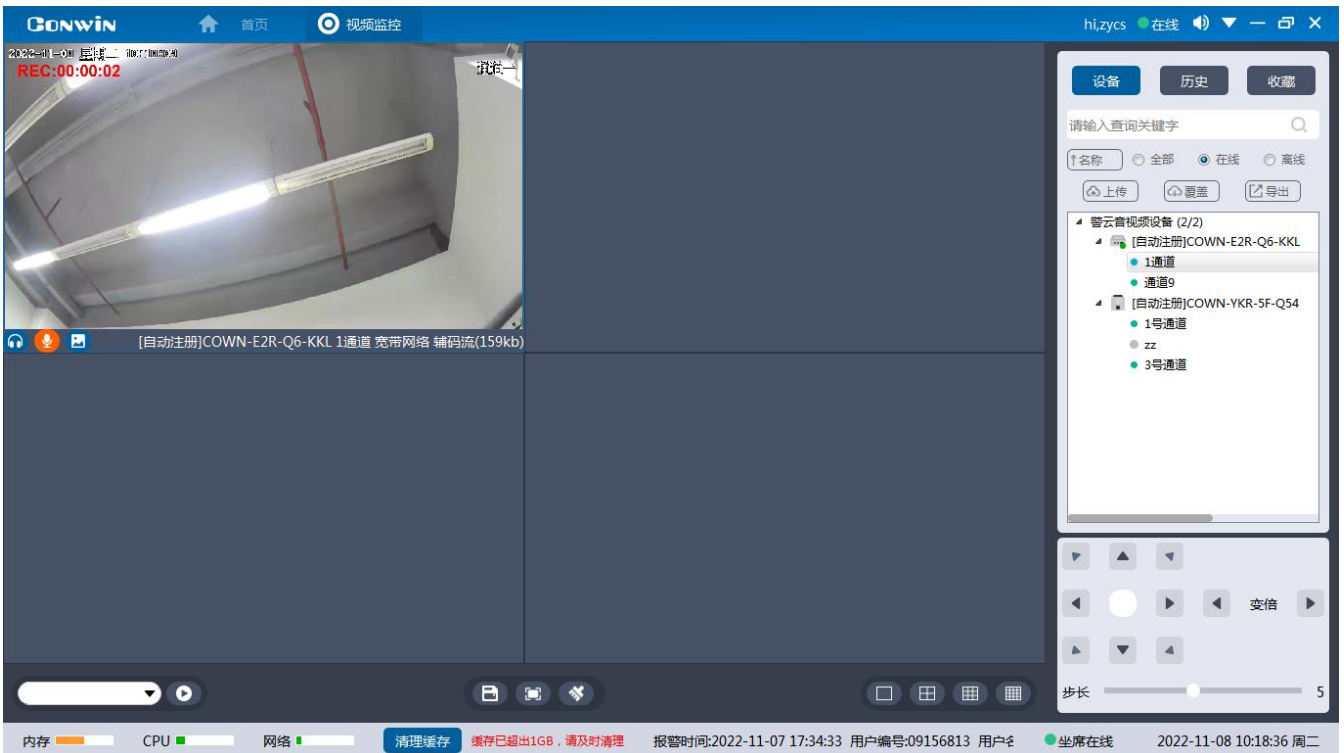 CONWIN 首页 视频监控 hi,zycs 在线
REC:00:00:02
[自动注册]COWN-E2R-Q6-KKL 1通道 宽带网络 辅码流(159kb)
设备 历史 收藏
请输入查询关键字
↑名称 全部 在线 离线
上传 覆盖 导出
警云音视频设备 (2/2)
[自动注册]COWN-E2R-Q6-KKL
1通道
通道9
[自动注册]COWN-YKR-5F-Q54
1号通道
zz
3号通道
变倍
步长 5
内存 CPU 网络 清理缓存 缓存已超出1GB，请及时清理 报警时间:2022-11-07 17:34:33 用户编号:09156813 坐席在线 2022-11-08 10:18:36 周二